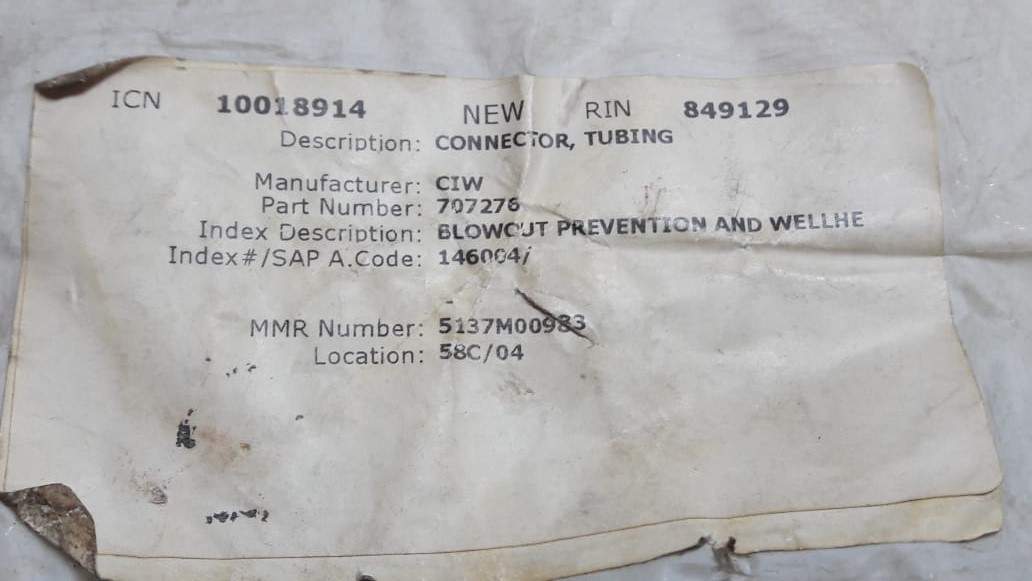 ICN 10018914 NEW RIN 849129
Description: CONNECTOR, TUBING
Manufacturer: CIW
Part Number: 707276
Index Description: BLOWOUT PREVENTION AND WELLHE
Index#/SAP A.Code: 146004/
MMR Number: 5137M00983
Location: 58C/04